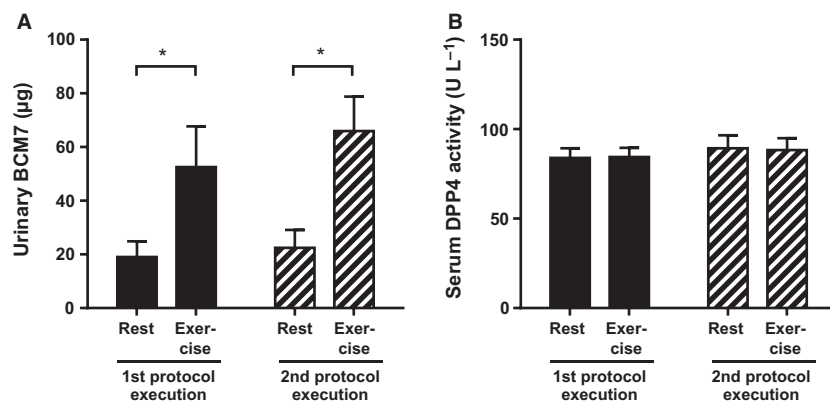 A
Urinary BCM7 (µg)
100
80
60
40
20
0
*
*
Rest
Exer-
cise
Rest
Exer-
cise
1st protocol
execution
2nd protocol
execution
B
Serum DPP4 activity (U L⁻¹)
150
100
50
0
Rest
Exer-
cise
Rest
Exer-
cise
1st protocol
execution
2nd protocol
execution